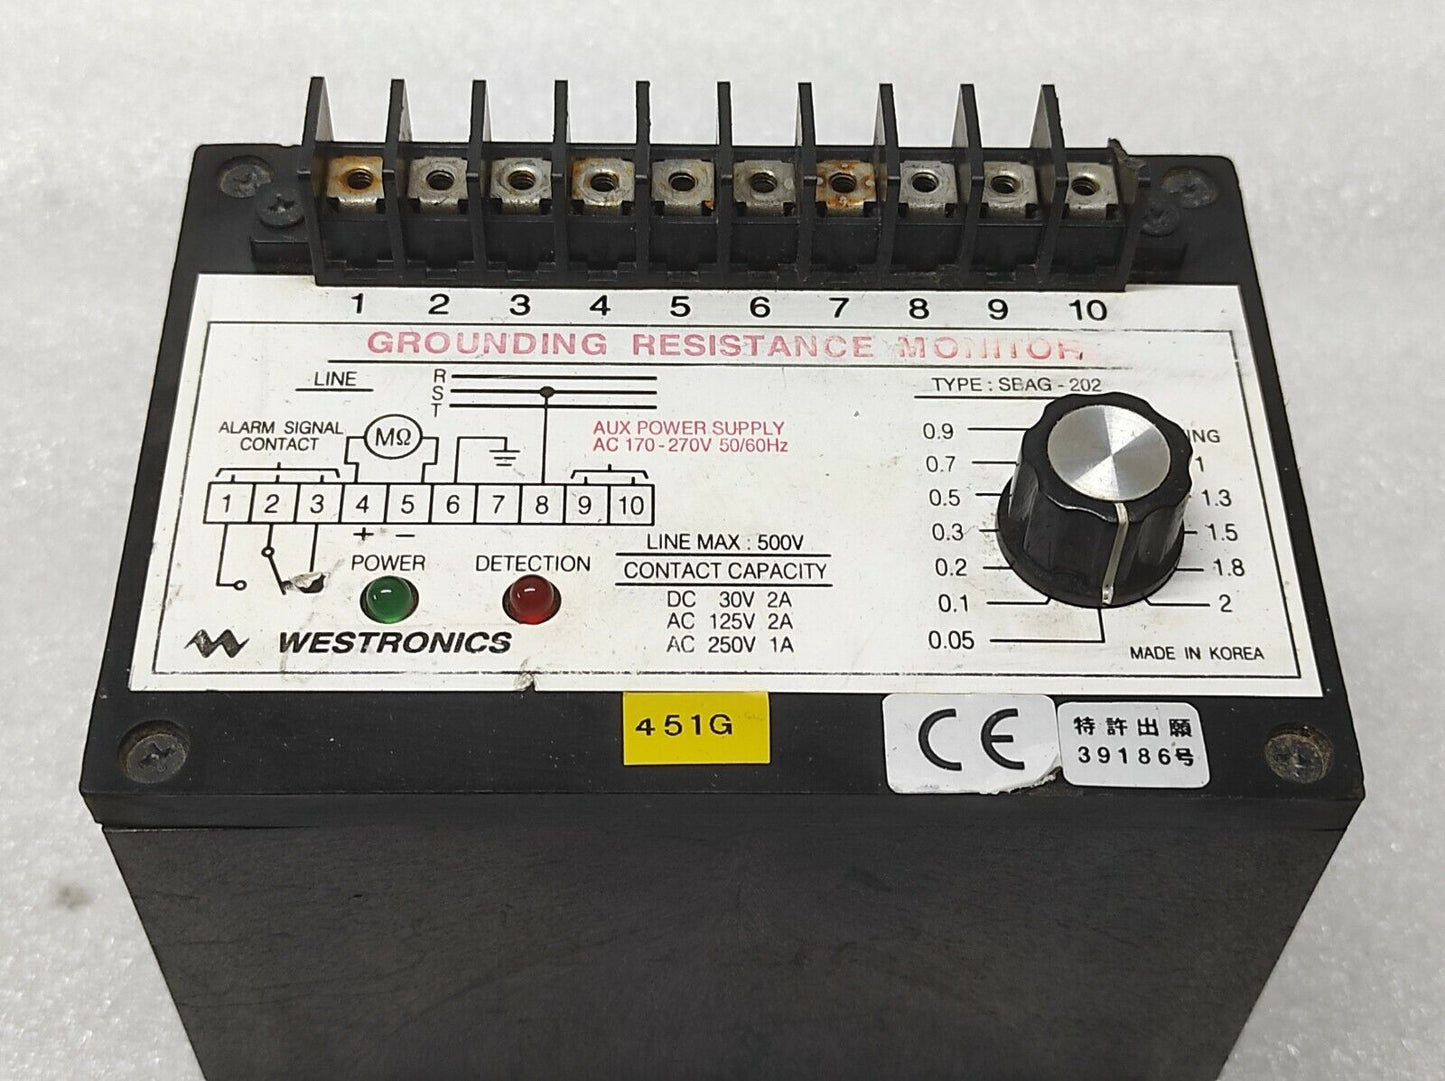 1 2 3 4 5 6 7 8 9 10
GROUNDING RESISTANCE MONITOR
LINE
R
S
T
TYPE : SEAG - 202
ALARM SIGNAL
CONTACT
MΩ
AUX POWER SUPPLY
AC 170 - 270V 50/60Hz
1 2 3 4 5 6 7 8 9 10
+ −
POWER
DETECTION
LINE MAX : 500V
CONTACT CAPACITY
DC 30V 2A
AC 125V 2A
AC 250V 1A
WESTRONICS
0.9
0.7
0.5
0.3
0.2
0.1
0.05
1
1.3
1.5
1.8
2
MADE IN KOREA
451G
CE
特許出願
39186号